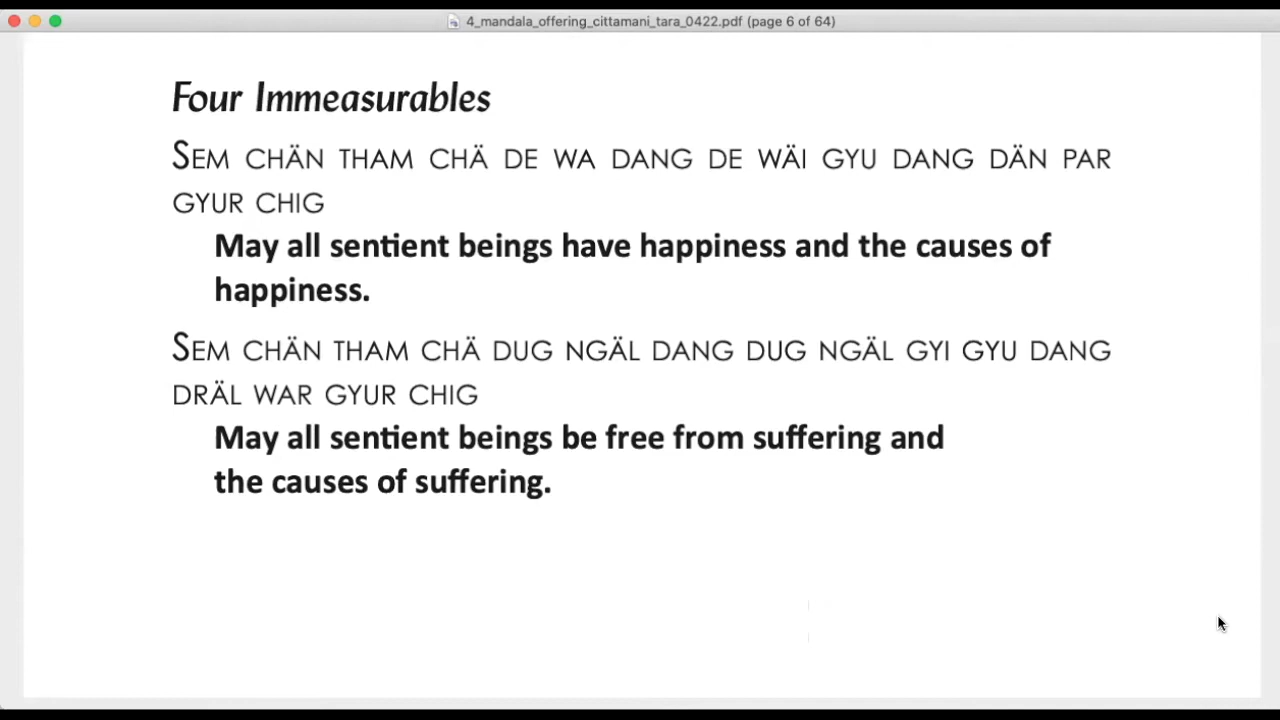 4_mandala_offering_cittamani_tara_0422.pdf (page 6 of 64)
Four Immeasurables
SEM CHÄN THAM CHÄ DE WA DANG DE WÄI GYU DANG DÄN PAR
GYUR CHIG
May all sentient beings have happiness and the causes of
happiness.
SEM CHÄN THAM CHÄ DUG NGÄL DANG DUG NGÄL GYI GYU DANG
DRÄL WAR GYUR CHIG
May all sentient beings be free from suffering and
the causes of suffering.